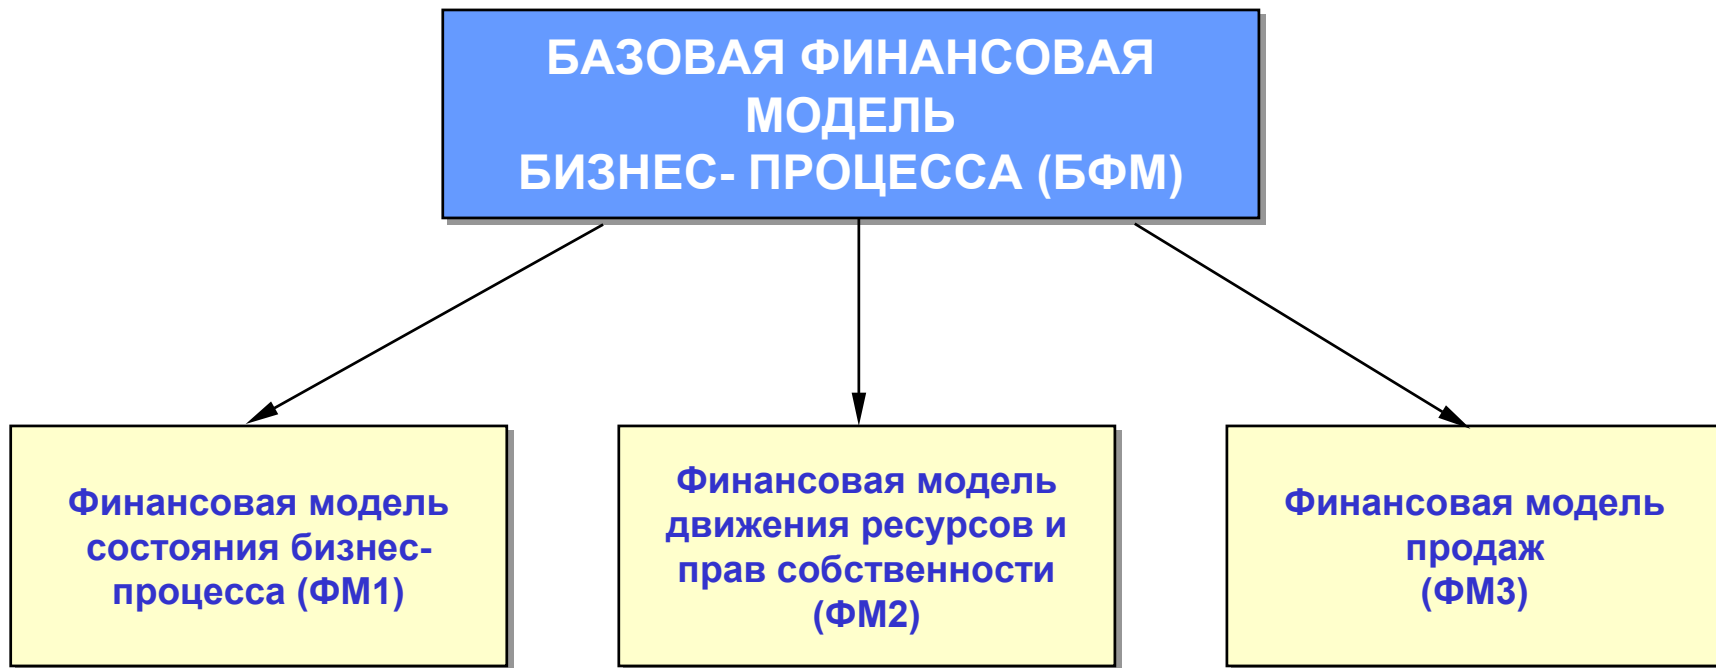 БАЗОВАЯ ФИНАНСОВАЯ
МОДЕЛЬ
БИЗНЕС- ПРОЦЕССА (БФМ)
Финансовая модель
состояния бизнес-
процесса (ФМ1)
Финансовая модель
движения ресурсов и
прав собственности
(ФМ2)
Финансовая модель
продаж
(ФМ3)